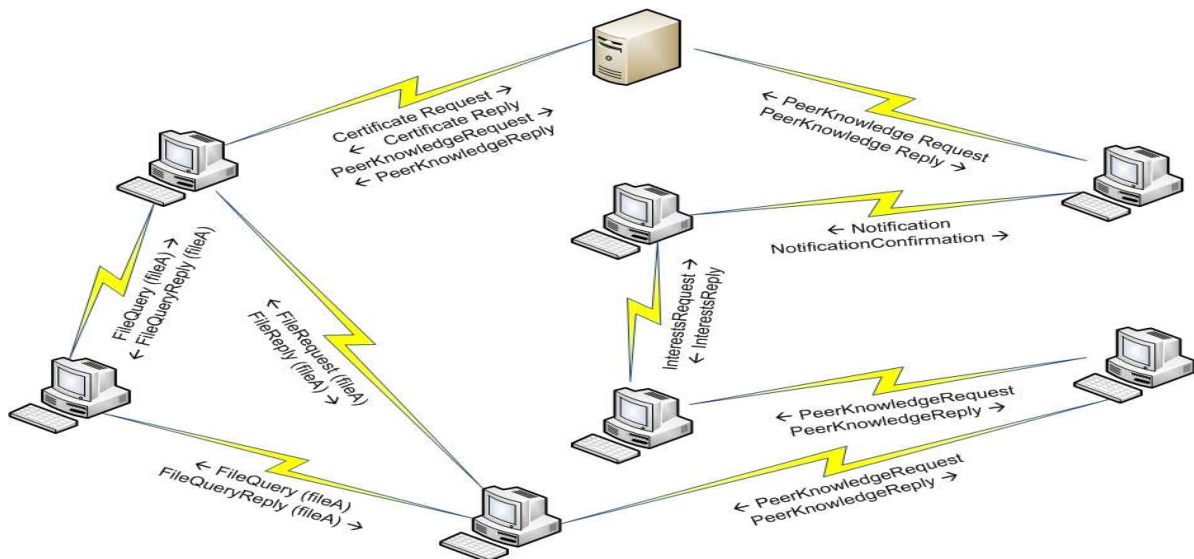 Certificate Request →
← Certificate Reply
PeerKnowledgeRequest →
← PeerKnowledgeReply
← PeerKnowledge Request
PeerKnowledge Reply →
← Notification
NotificationConfirmation →
FileQuery (fileA) →
← FileQueryReply (fileA)
← FileRequest (fileA)
FileReply (fileA) →
InterestsRequest →
← InterestsReply
← PeerKnowledgeRequest
PeerKnowledgeReply →
← FileQuery (fileA)
FileQueryReply (fileA) →
← PeerKnowledgeRequest
PeerKnowledgeReply →